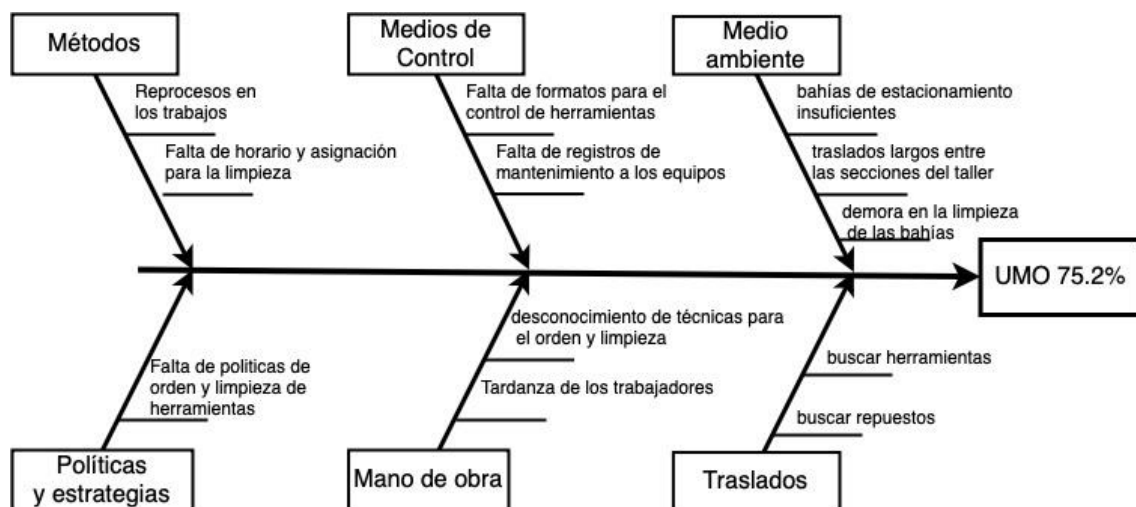 Métodos
Medios de
Control
Medio
ambiente
Reprocesos en
los trabajos
Falta de horario y asignación
para la limpieza
Falta de formatos para el
control de herramientas
Falta de registros de
mantenimiento a los equipos
bahías de estacionamiento
insuficientes
traslados largos entre
las secciones del taller
demora en la limpieza
de las bahías
UMO 75.2%
Falta de politicas de
orden y limpieza de
herramientas
desconocimiento de técnicas para
el orden y limpieza
Tardanza de los trabajadores
buscar herramientas
buscar repuestos
Políticas
y estrategias
Mano de obra
Traslados